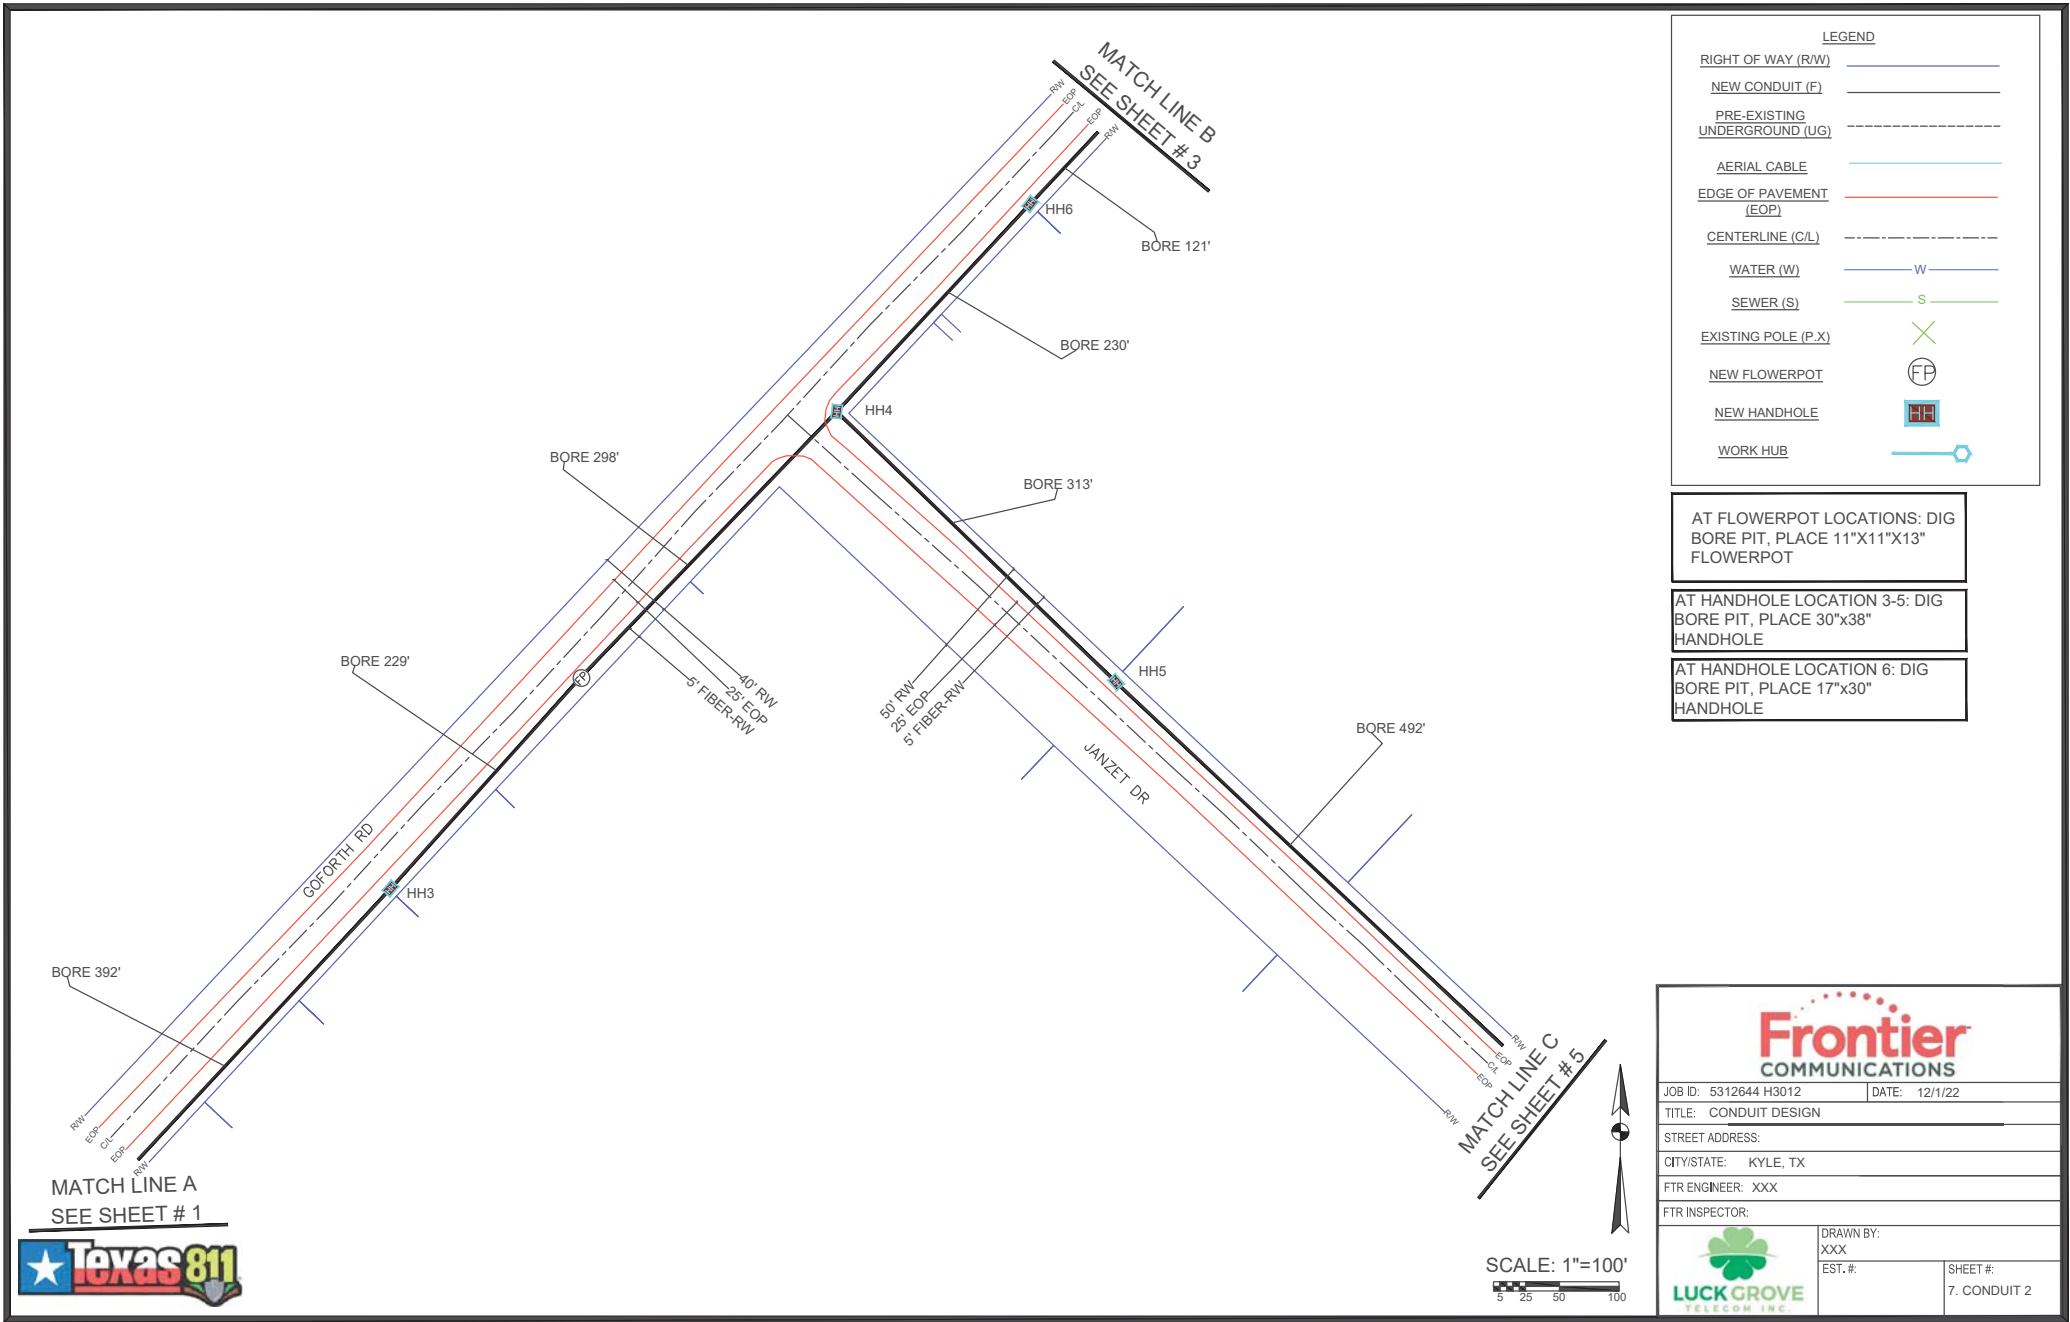 MATCH LINE B
SEE SHEET # 3
R/W
EOP
C/L
EOP
R/W
HH6
BORE 121'
BORE 230'
HH4
BORE 298'
BORE 313'
BORE 229'
FP
40' RW
25' EOP
5' FIBER-RW
50' RW
25' EOP
5' FIBER-RW
HH5
BORE 492'
JANZET DR
GOFORTH RD
HH3
BORE 392'
R/W
EOP
C/L
EOP
R/W
MATCH LINE A
SEE SHEET # 1
R/W
EOP
C/L
EOP
R/W
MATCH LINE C
SEE SHEET # 5
Texas 811
SCALE: 1"=100'
5 25 50 100
LEGEND
RIGHT OF WAY (R/W)
NEW CONDUIT (F)
PRE-EXISTING
UNDERGROUND (UG)
AERIAL CABLE
EDGE OF PAVEMENT
(EOP)
CENTERLINE (C/L)
WATER (W) W
SEWER (S) S
EXISTING POLE (P.X)
NEW FLOWERPOT FP
NEW HANDHOLE HH
WORK HUB
AT FLOWERPOT LOCATIONS: DIG
BORE PIT, PLACE 11"X11"X13"
FLOWERPOT
AT HANDHOLE LOCATION 3-5: DIG
BORE PIT, PLACE 30"x38"
HANDHOLE
AT HANDHOLE LOCATION 6: DIG
BORE PIT, PLACE 17"x30"
HANDHOLE
Frontier
COMMUNICATIONS
JOB ID: 5312644 H3012 DATE: 12/1/22
TITLE: CONDUIT DESIGN
STREET ADDRESS:
CITY/STATE: KYLE, TX
FTR ENGINEER: XXX
FTR INSPECTOR:
LUCK GROVE
TELECOM INC.
DRAWN BY:
XXX
EST. #:
SHEET #:
7. CONDUIT 2